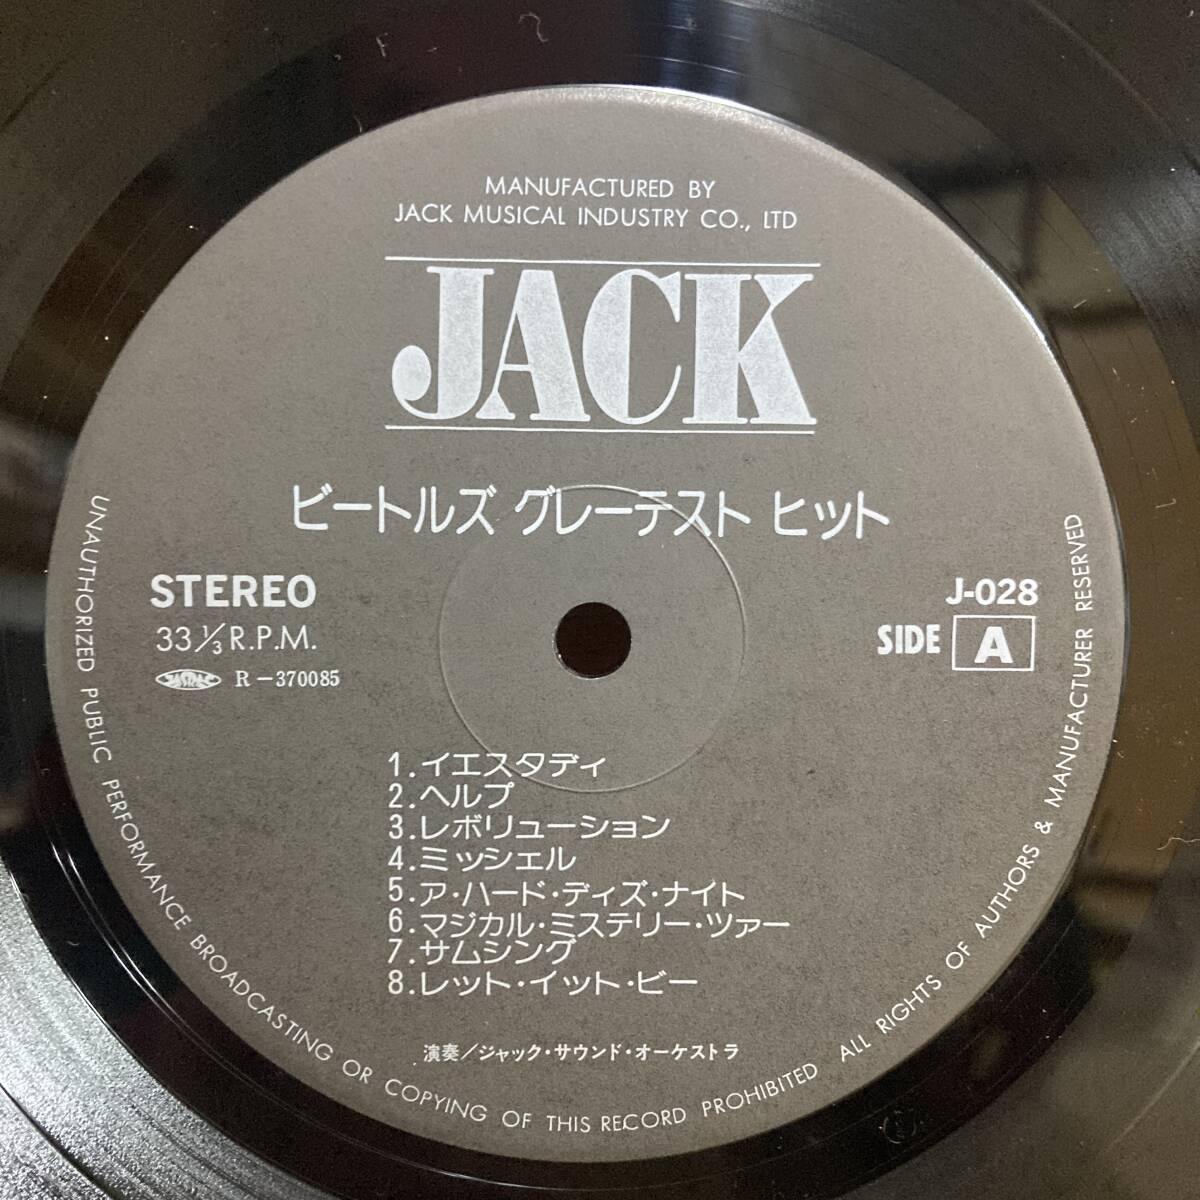 MANUFACTURED BY
JACK MUSICAL INDUSTRY CO., LTD
JACK
ビートルズ グレーテスト ヒット
STEREO
33 1/3 R.P.M.
JASRAC R-370085
J-028
SIDE A
1.イエスタディ
2.ヘルプ
3.レボリューション
4.ミッシェル
5.ア・ハード・ディズ・ナイト
6.マジカル・ミステリー・ツァー
7.サムシング
8.レット・イット・ビー
演奏/ジャック・サウンド・オーケストラ
UNAUTHORIZED PUBLIC PERFORMANCE BROADCASTING OR COPYING OF THIS RECORD PROHIBITED ALL RIGHTS OF AUTHORS & MANUFACTURER RESERVED